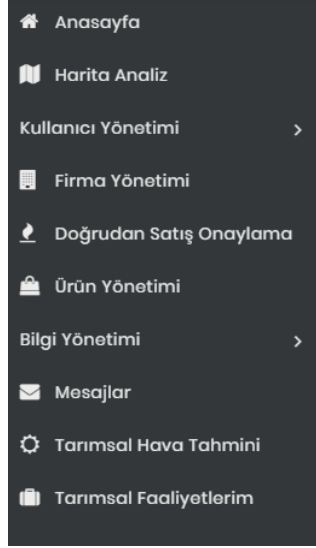 Anasayfa
Harita Analiz
Kullanıcı Yönetimi
Firma Yönetimi
Doğrudan Satış Onaylama
Ürün Yönetimi
Bilgi Yönetimi
Mesajlar
Tarımsal Hava Tahmini
Tarımsal Faaliyetlerim